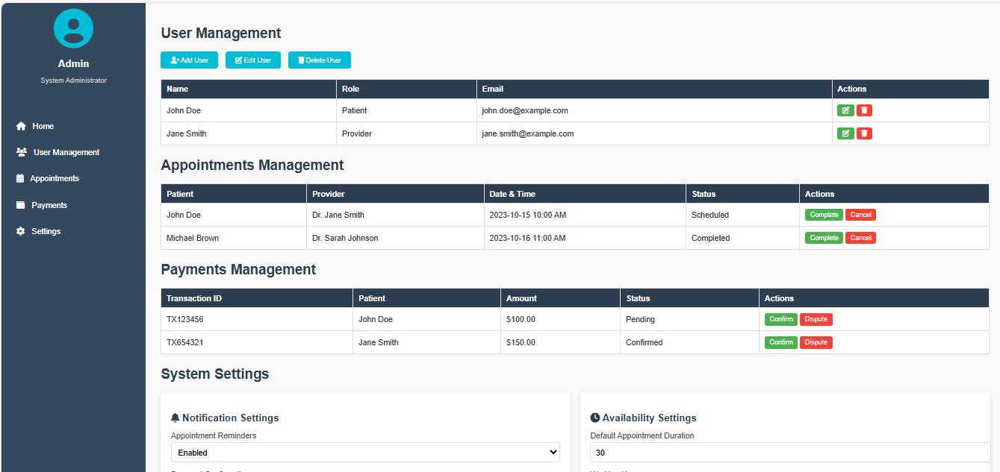 Admin
System Administrator
Home
User Management
Appointments
Payments
Settings
User Management
Add User Edit User Delete User
Name Role Email Actions
John Doe Patient john.doe@example.com
Jane Smith Provider jane.smith@example.com
Appointments Management
Patient Provider Date & Time Status Actions
John Doe Dr. Jane Smith 2023-10-15 10:00 AM Scheduled Complete Cancel
Michael Brown Dr. Sarah Johnson 2023-10-16 11:00 AM Completed Complete Cancel
Payments Management
Transaction ID Patient Amount Status Actions
TX123456 John Doe $100.00 Pending Confirm Dispute
TX654321 Jane Smith $150.00 Confirmed Confirm Dispute
System Settings
Notification Settings
Appointment Reminders
Enabled
Availability Settings
Default Appointment Duration
30